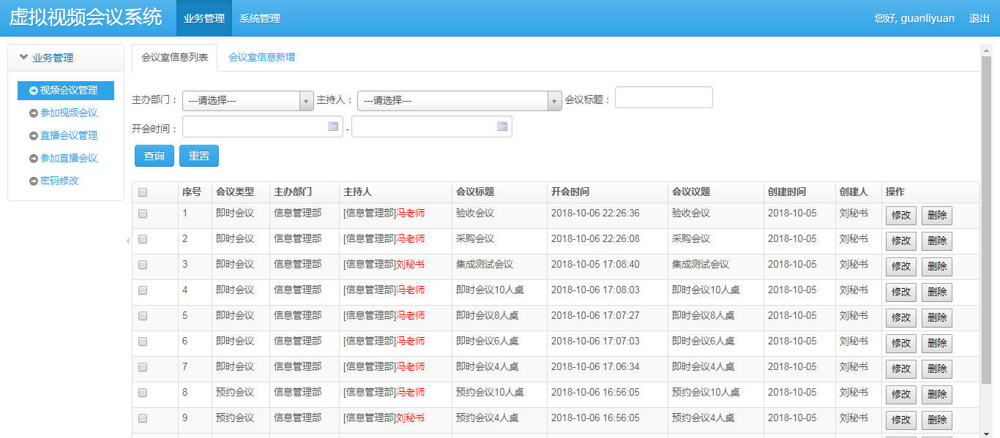 虚拟视频会议系统 业务管理 系统管理 您好, guanliyuan 退出
业务管理
视频会议管理
参加视频会议
直播会议管理
参加直播会议
密码修改
会议室信息列表 会议室信息新增
主办部门： ---请选择--- 主持人： ---请选择--- 会议标题：
开会时间： -
查询 重置
序号 会议类型 主办部门 主持人 会议标题 开会时间 会议议题 创建时间 创建人 操作
1 即时会议 信息管理部 [信息管理部]冯老师 验收会议 2018-10-06 22:26:36 验收会议 2018-10-05 刘秘书 修改 删除
2 即时会议 信息管理部 [信息管理部]冯老师 采购会议 2018-10-06 22:26:08 采购会议 2018-10-05 刘秘书 修改 删除
3 即时会议 信息管理部 [信息管理部]刘秘书 集成测试会议 2018-10-05 17:08:40 集成测试会议 2018-10-05 刘秘书 修改 删除
4 即时会议 信息管理部 [信息管理部]冯老师 即时会议10人桌 2018-10-06 17:08:03 即时会议10人桌 2018-10-05 刘秘书 修改 删除
5 即时会议 信息管理部 [信息管理部]冯老师 即时会议8人桌 2018-10-06 17:07:27 即时会议8人桌 2018-10-05 刘秘书 修改 删除
6 即时会议 信息管理部 [信息管理部]冯老师 即时会议6人桌 2018-10-06 17:07:03 即时会议6人桌 2018-10-05 刘秘书 修改 删除
7 即时会议 信息管理部 [信息管理部]冯老师 即时会议4人桌 2018-10-06 17:06:34 即时会议4人桌 2018-10-05 刘秘书 修改 删除
8 预约会议 信息管理部 [信息管理部]冯老师 预约会议10人桌 2018-10-06 16:56:05 预约会议10人桌 2018-10-05 刘秘书 修改 删除
9 预约会议 信息管理部 [信息管理部]刘秘书 预约会议4人桌 2018-10-06 16:56:05 预约会议4人桌 2018-10-05 刘秘书 修改 删除